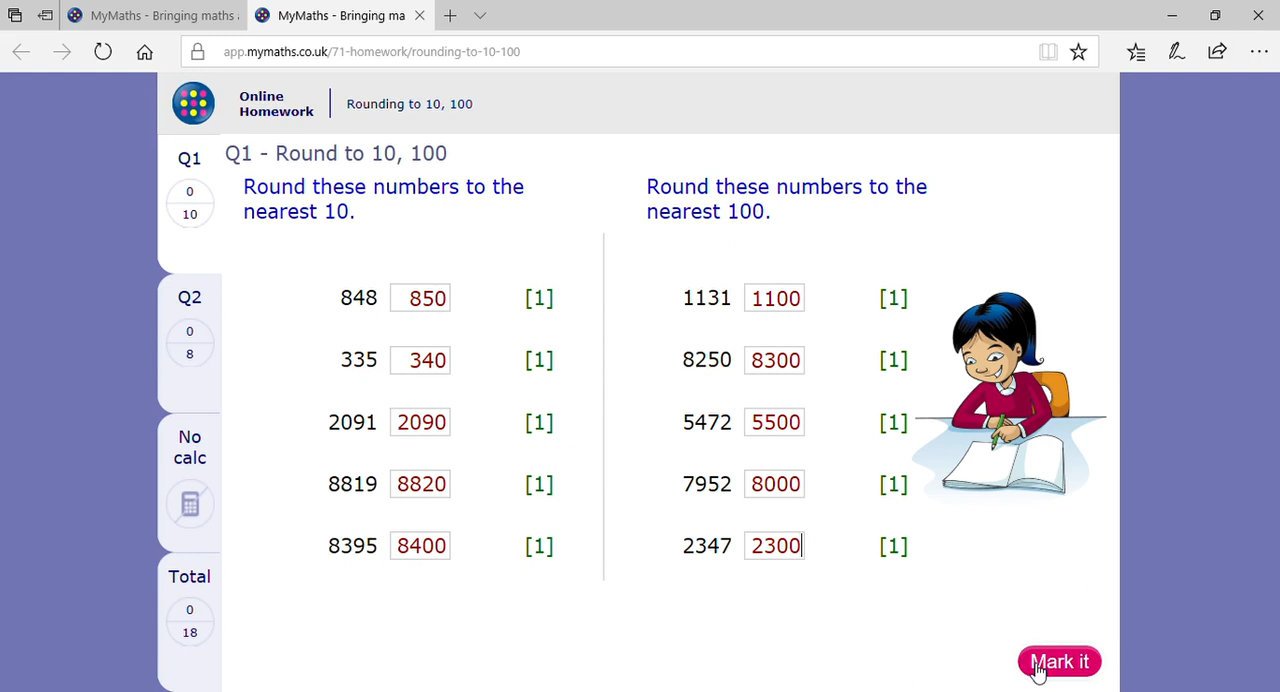 MyMaths - Bringing maths a
MyMaths - Bringing ma
app.mymaths.co.uk/71-homework/rounding-to-10-100
Online
Homework
Rounding to 10, 100
Q1
0
10
Q2
0
8
No
calc
Total
0
18
Q1 - Round to 10, 100
Round these numbers to the
nearest 10.
848 850 [1]
335 340 [1]
2091 2090 [1]
8819 8820 [1]
8395 8400 [1]
Round these numbers to the
nearest 100.
1131 1100 [1]
8250 8300 [1]
5472 5500 [1]
7952 8000 [1]
2347 2300 [1]
Mark it